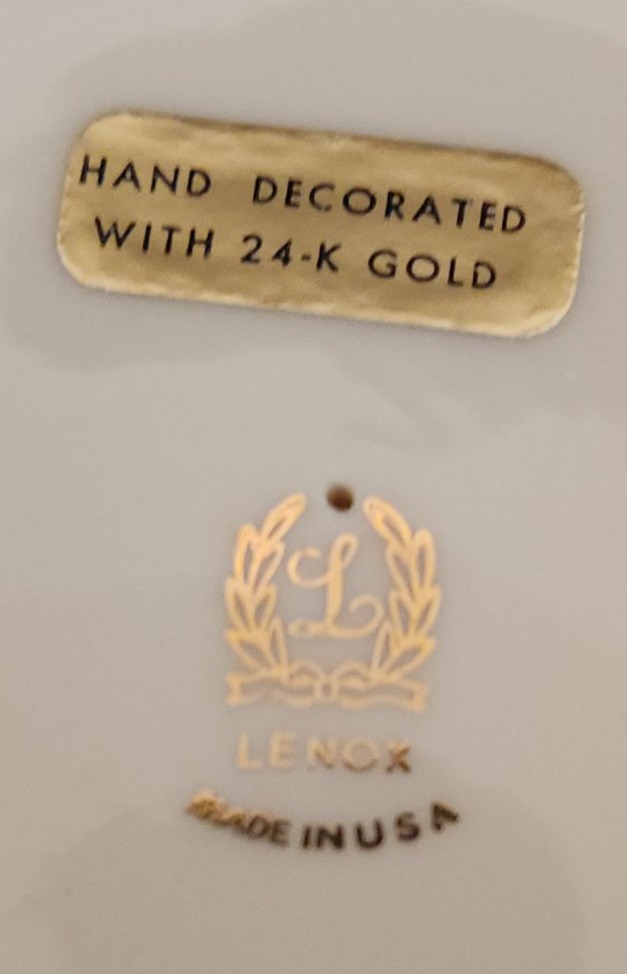 HAND DECORATED
WITH 24-K GOLD
L
LENOX
MADE IN USA